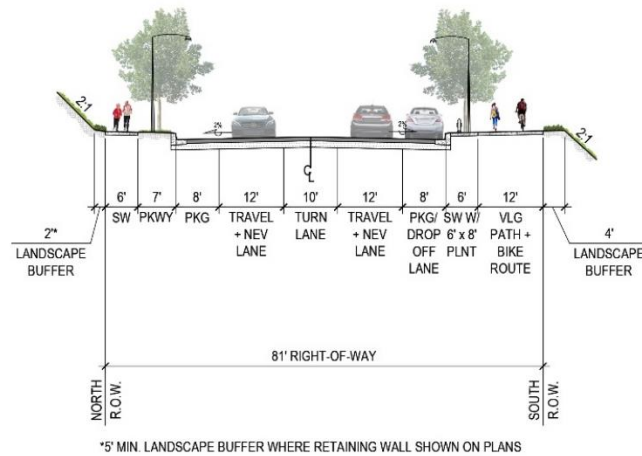 2:1
2%
2%
2:1
CL
6'
SW
7'
PKWY
8'
PKG
12'
TRAVEL
+ NEV
LANE
10'
TURN
LANE
12'
TRAVEL
+ NEV
LANE
8'
PKG/
DROP
OFF
LANE
6'
SW W/
6' x 8'
PLNT
12'
VLG
PATH +
BIKE
ROUTE
2'*
LANDSCAPE
BUFFER
4'
LANDSCAPE
BUFFER
81' RIGHT-OF-WAY
NORTH
R.O.W.
SOUTH
R.O.W.
*5' MIN. LANDSCAPE BUFFER WHERE RETAINING WALL SHOWN ON PLANS